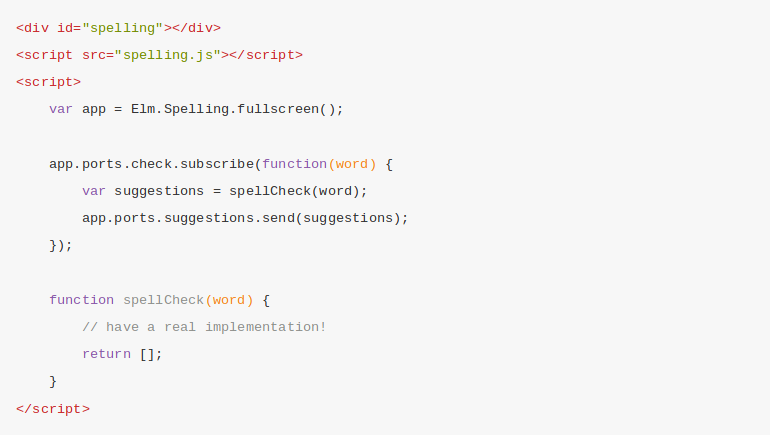 <div id="spelling"></div>
<script src="spelling.js"></script>
<script>
    var app = Elm.Spelling.fullscreen();

    app.ports.check.subscribe(function(word) {
        var suggestions = spellCheck(word);
        app.ports.suggestions.send(suggestions);
    });

    function spellCheck(word) {
        // have a real implementation!
        return [];
    }
</script>